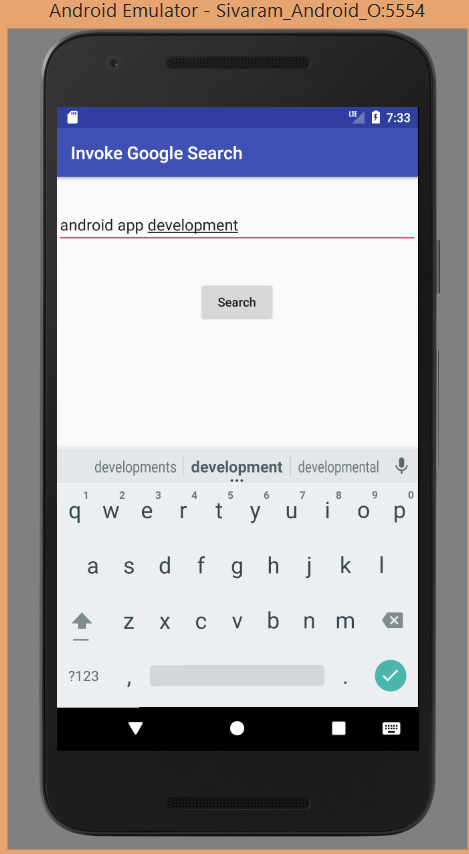 Android Emulator - Sivaram_Android_O:5554
LTE 7:33
Invoke Google Search
android app development
Search
developments development developmental
1 2 3 4 5 6 7 8 9 0
q w e r t y u i o p
a s d f g h j k l
z x c v b n m
?123 , .